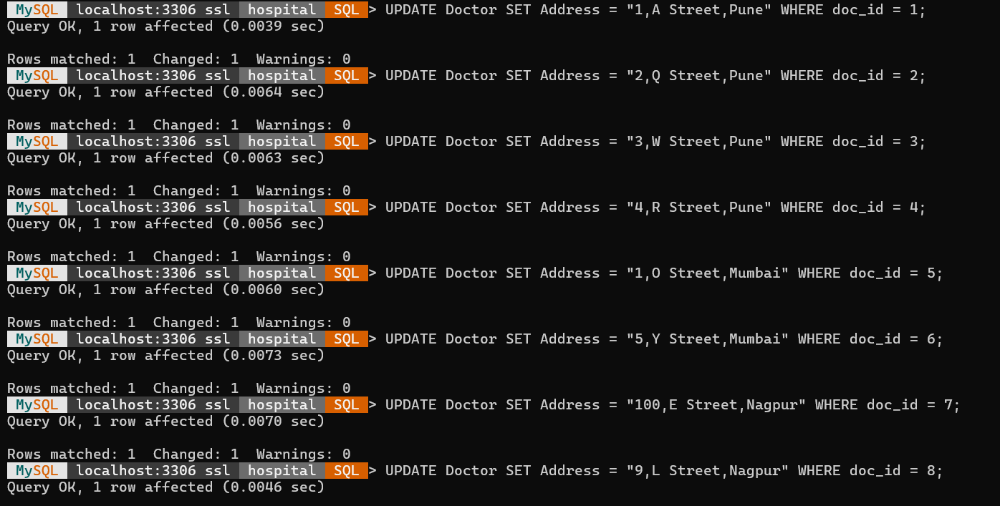 MySQL localhost:3306 ssl hospital SQL > UPDATE Doctor SET Address = "1,A Street,Pune" WHERE doc_id = 1;
Query OK, 1 row affected (0.0039 sec)
Rows matched: 1  Changed: 1  Warnings: 0
MySQL localhost:3306 ssl hospital SQL > UPDATE Doctor SET Address = "2,Q Street,Pune" WHERE doc_id = 2;
Query OK, 1 row affected (0.0064 sec)
Rows matched: 1  Changed: 1  Warnings: 0
MySQL localhost:3306 ssl hospital SQL > UPDATE Doctor SET Address = "3,W Street,Pune" WHERE doc_id = 3;
Query OK, 1 row affected (0.0063 sec)
Rows matched: 1  Changed: 1  Warnings: 0
MySQL localhost:3306 ssl hospital SQL > UPDATE Doctor SET Address = "4,R Street,Pune" WHERE doc_id = 4;
Query OK, 1 row affected (0.0056 sec)
Rows matched: 1  Changed: 1  Warnings: 0
MySQL localhost:3306 ssl hospital SQL > UPDATE Doctor SET Address = "1,O Street,Mumbai" WHERE doc_id = 5;
Query OK, 1 row affected (0.0060 sec)
Rows matched: 1  Changed: 1  Warnings: 0
MySQL localhost:3306 ssl hospital SQL > UPDATE Doctor SET Address = "5,Y Street,Mumbai" WHERE doc_id = 6;
Query OK, 1 row affected (0.0073 sec)
Rows matched: 1  Changed: 1  Warnings: 0
MySQL localhost:3306 ssl hospital SQL > UPDATE Doctor SET Address = "100,E Street,Nagpur" WHERE doc_id = 7;
Query OK, 1 row affected (0.0070 sec)
Rows matched: 1  Changed: 1  Warnings: 0
MySQL localhost:3306 ssl hospital SQL > UPDATE Doctor SET Address = "9,L Street,Nagpur" WHERE doc_id = 8;
Query OK, 1 row affected (0.0046 sec)